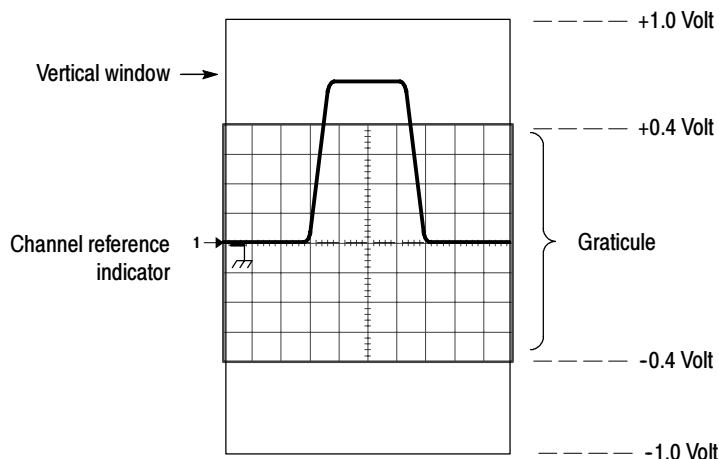 +1.0 Volt
Vertical window
+0.4 Volt
Channel reference
indicator
1
Graticule
-0.4 Volt
-1.0 Volt